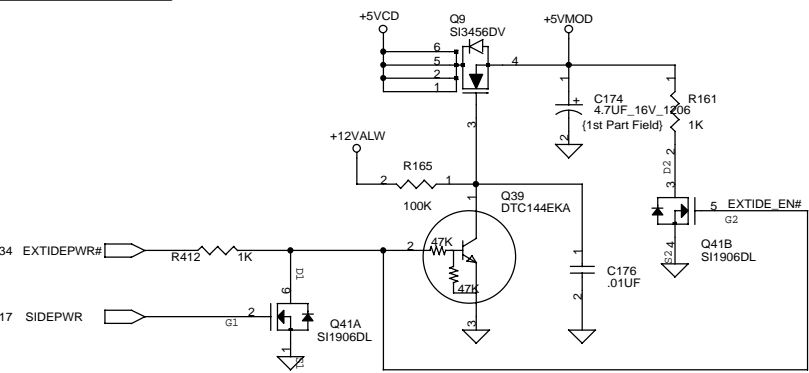 +5VCD
Q9
SI3456DV
+5VMOD
6
5
2
1
4
3
1
+
C174
4.7UF_16V_1206
{1st Part Field}
2
1
R161
1K
2
+12VALW
R165
2
1
100K
1
Q39
DTC144EKA
D2
3
5
EXTIDE_EN#
G2
S2
4
Q41B
SI1906DL
34 EXTIDEPWR#
R412
1K
2
47K
47K
3
1
C176
.01UF
2
D1
6
17 SIDEPWR
2
G1
Q41A
SI1906DL
1